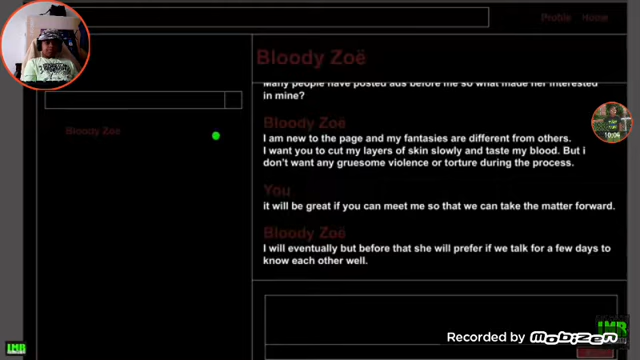 Profile Home
Bloody Zoë
Many people have posted ads before me so what made her interested
in mine?
Bloody Zoë
Bloody Zoë
I am new to the page and my fantasies are different from others.
I want you to cut my layers of skin slowly and taste my blood. But i
don't want any gruesome violence or torture during the process.
10:06
You
it will be great if you can meet me so that we can take the matter forward.
Bloody Zoë
I will eventually but before that she will prefer if we talk for a few days to
know each other well.
Recorded by Mobizen